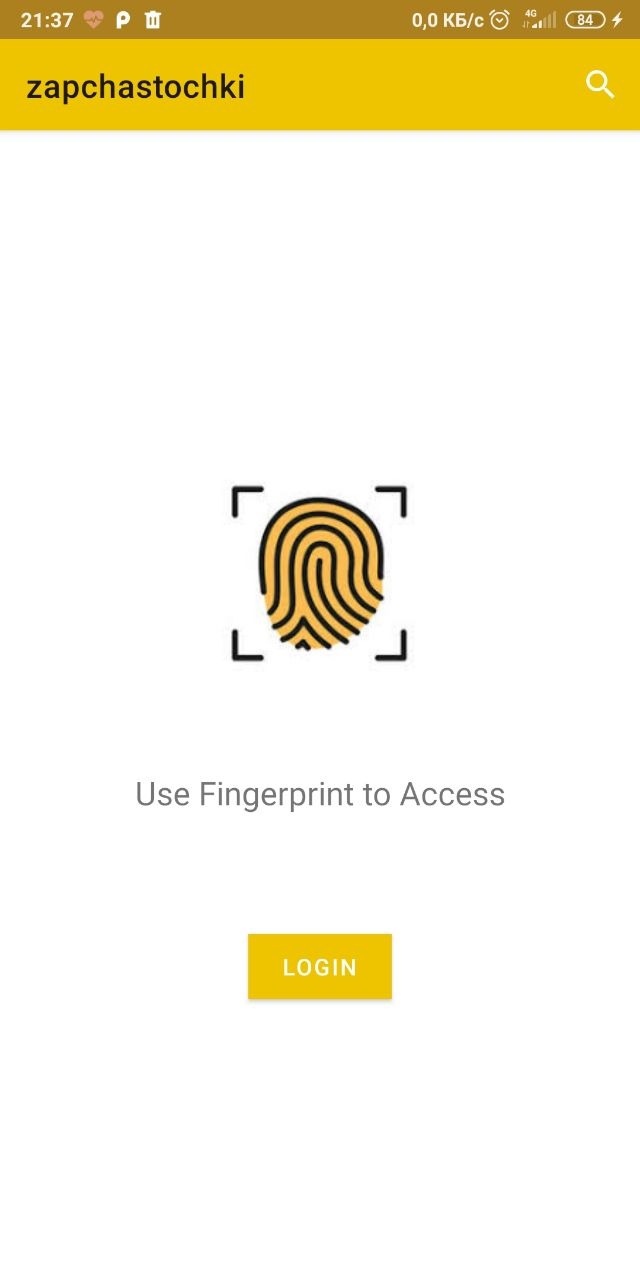 21:37 0,0 КБ/с 4G 84
zapchastochki
Use Fingerprint to Access
LOGIN